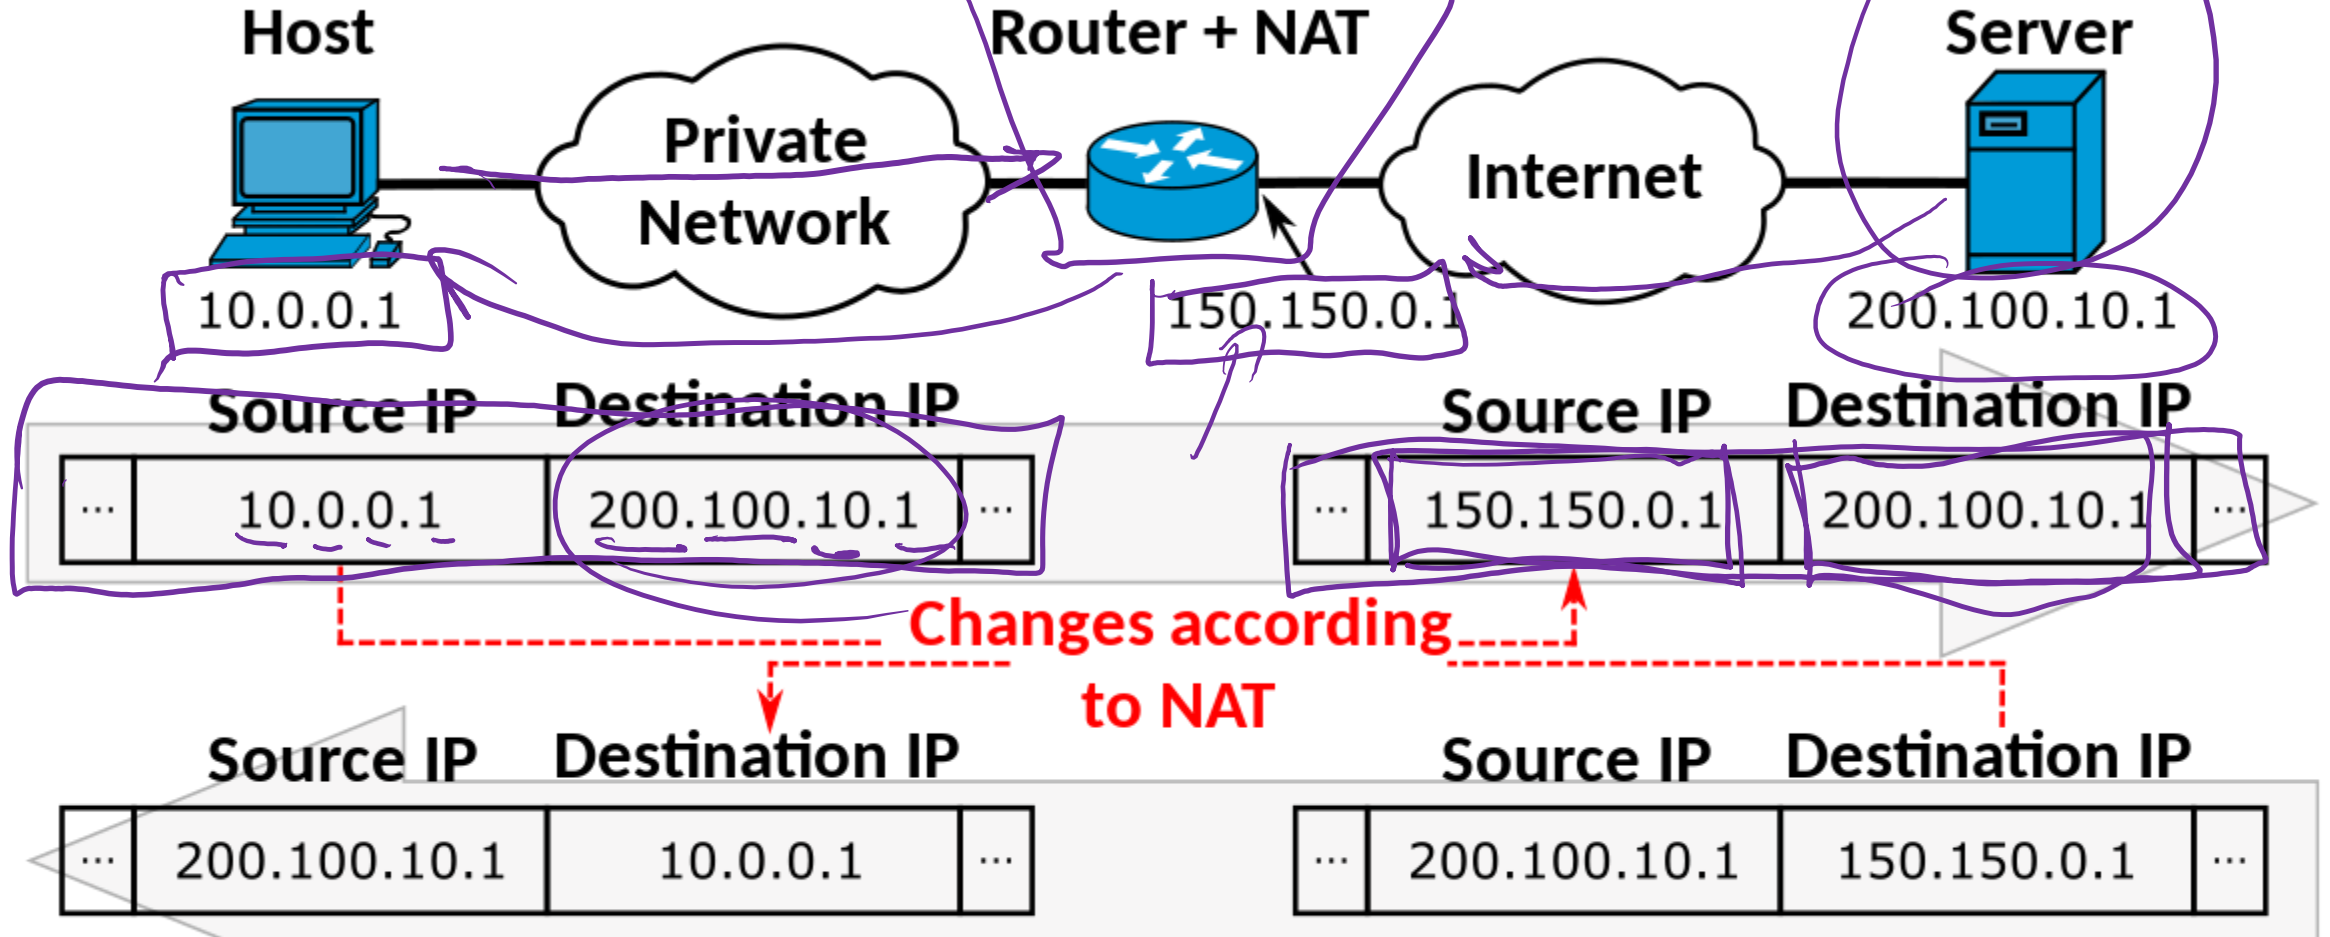 Host Router + NAT Server
Private Network
Internet
10.0.0.1 150.150.0.1 200.100.10.1
Source IP Destination IP Source IP Destination IP
... 10.0.0.1 200.100.10.1 ... ... 150.150.0.1 200.100.10.1 ...
Changes according
to NAT
Source IP Destination IP Source IP Destination IP
... 200.100.10.1 10.0.0.1 ... ... 200.100.10.1 150.150.0.1 ...